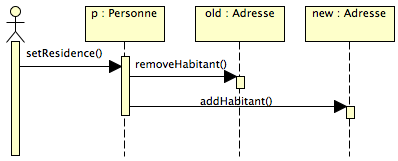 p : Personne
old : Adresse
new : Adresse
setResidence()
removeHabitant()
addHabitant()